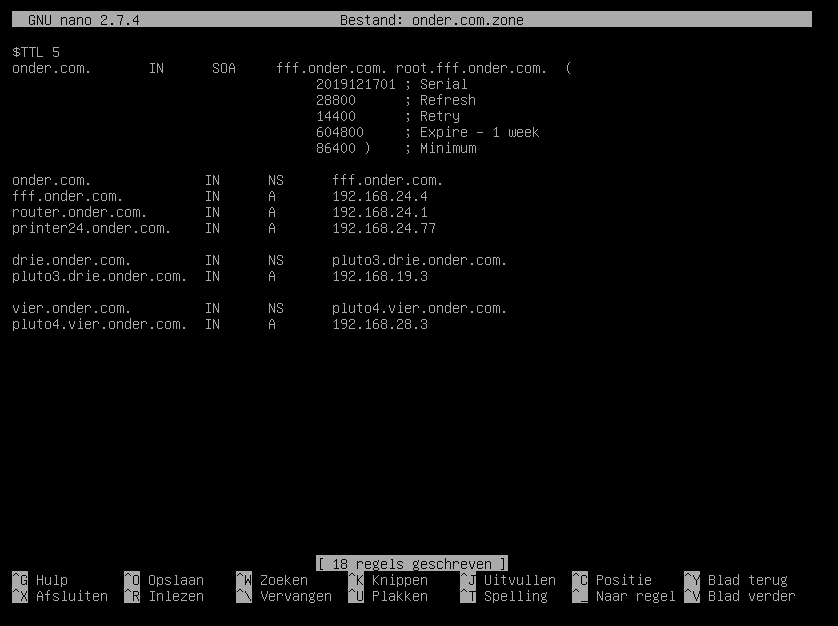 GNU nano 2.7.4 Bestand: onder.com.zone
$TTL 5
onder.com. IN SOA fff.onder.com. root.fff.onder.com. (
2019121701 ; Serial
28800 ; Refresh
14400 ; Retry
604800 ; Expire - 1 week
86400 ) ; Minimum
onder.com. IN NS fff.onder.com.
fff.onder.com. IN A 192.168.24.4
router.onder.com. IN A 192.168.24.1
printer24.onder.com. IN A 192.168.24.77
drie.onder.com. IN NS pluto3.drie.onder.com.
pluto3.drie.onder.com. IN A 192.168.19.3
vier.onder.com. IN NS pluto4.vier.onder.com.
pluto4.vier.onder.com. IN A 192.168.28.3
[ 18 regels geschreven ]
^G Hulp ^O Opslaan ^W Zoeken ^K Knippen ^J Uitvullen ^C Positie ^Y Blad terug
^X Afsluiten ^R Inlezen ^\ Vervangen ^U Plakken ^T Spelling ^_ Naar regel ^V Blad verder